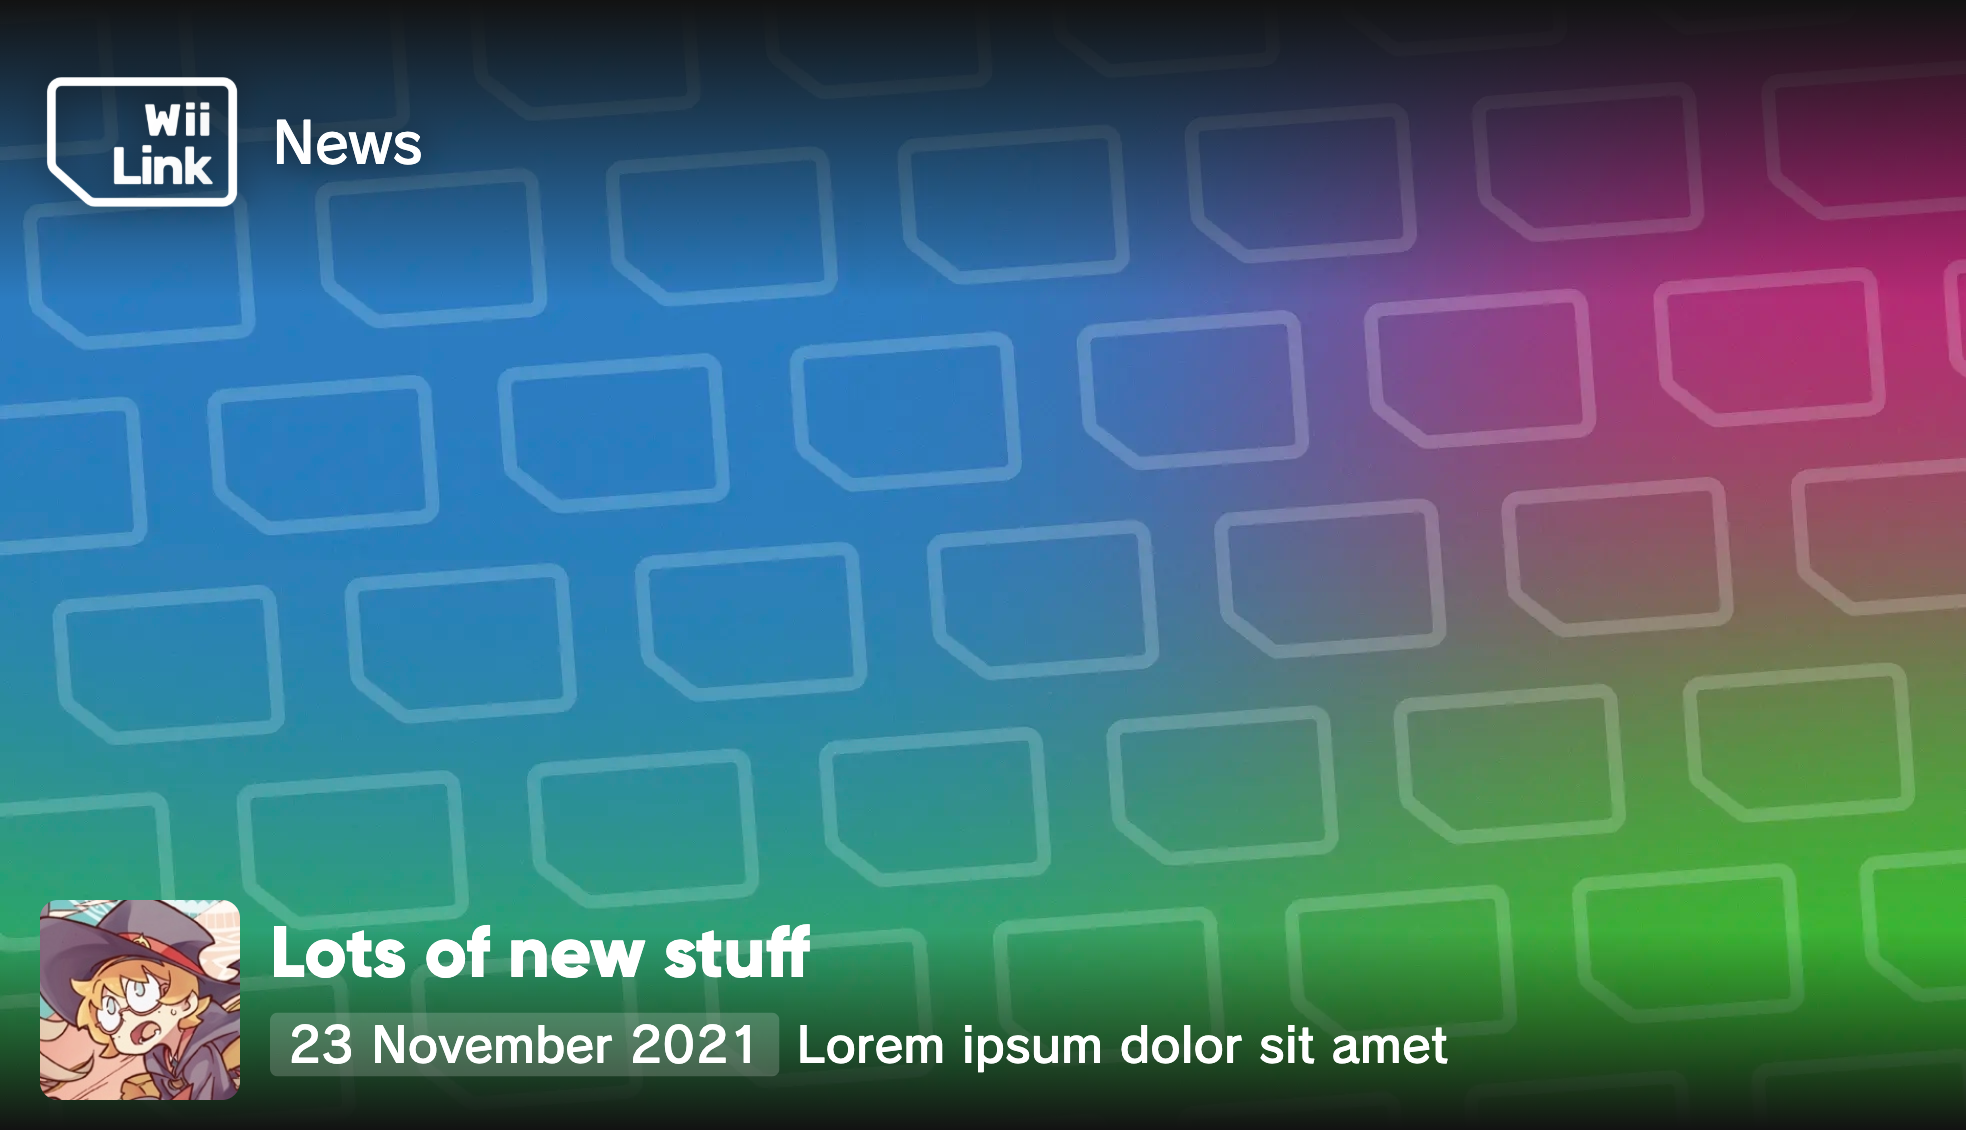 Wii
Link
News
Lots of new stuff
23 November 2021 Lorem ipsum dolor sit amet